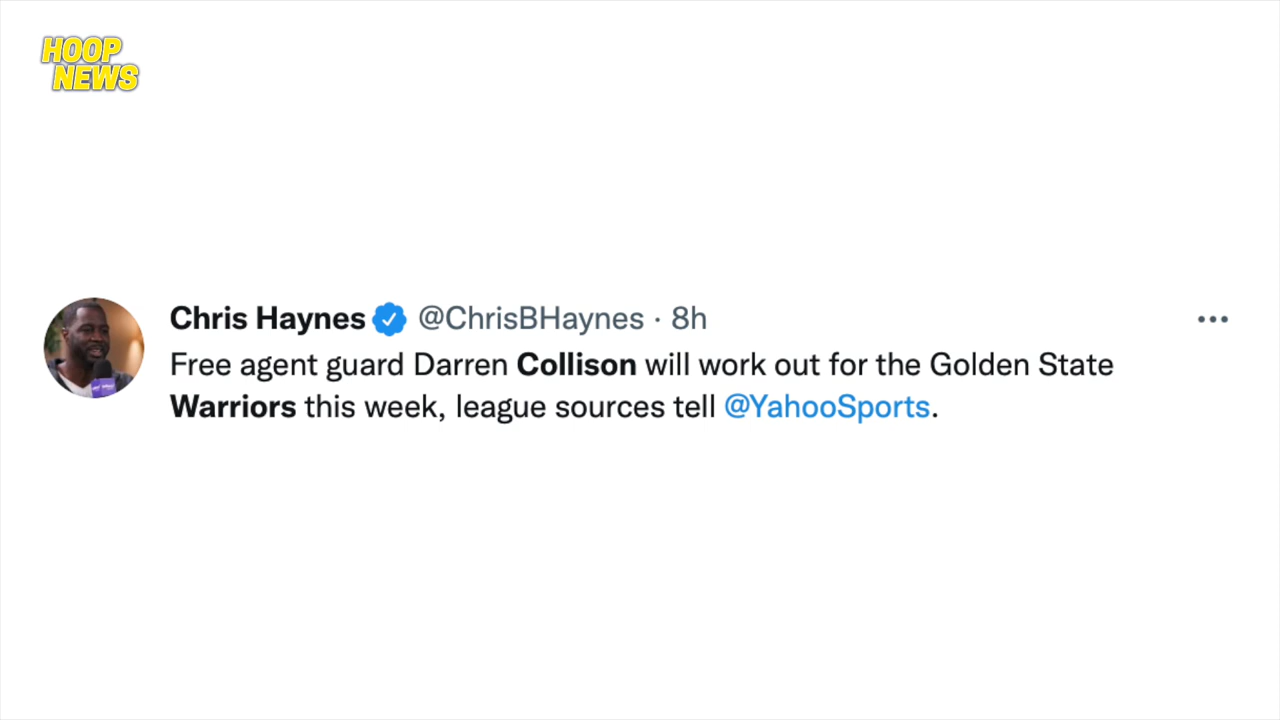 HOOP
NEWS
Chris Haynes @ChrisBHaynes · 8h
Free agent guard Darren Collison will work out for the Golden State
Warriors this week, league sources tell @YahooSports.